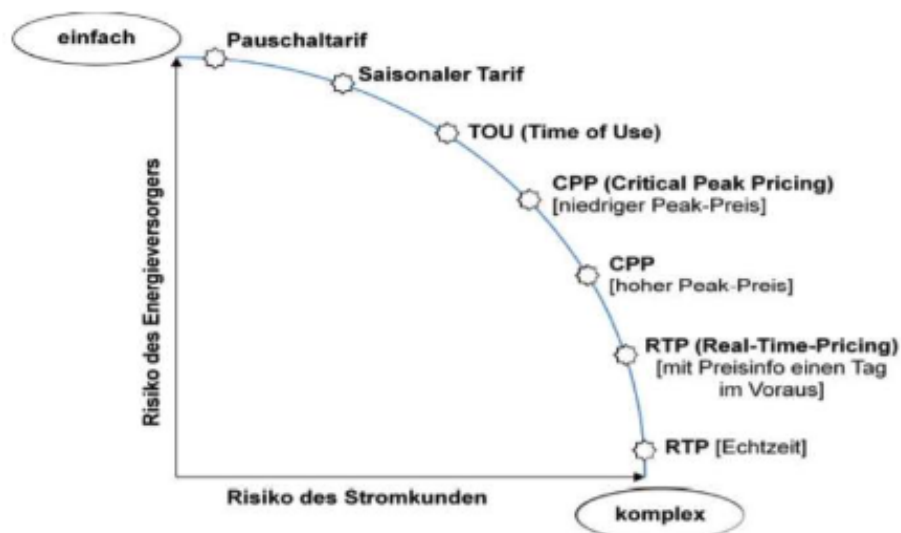 einfach
Pauschaltarif
Saisonaler Tarif
TOU (Time of Use)
CPP (Critical Peak Pricing)
[niedriger Peak-Preis]
CPP
[hoher Peak-Preis]
RTP (Real-Time-Pricing)
[mit Preisinfo einen Tag
im Voraus]
RTP [Echtzeit]
Risiko des Energieversorgers
Risiko des Stromkunden
komplex